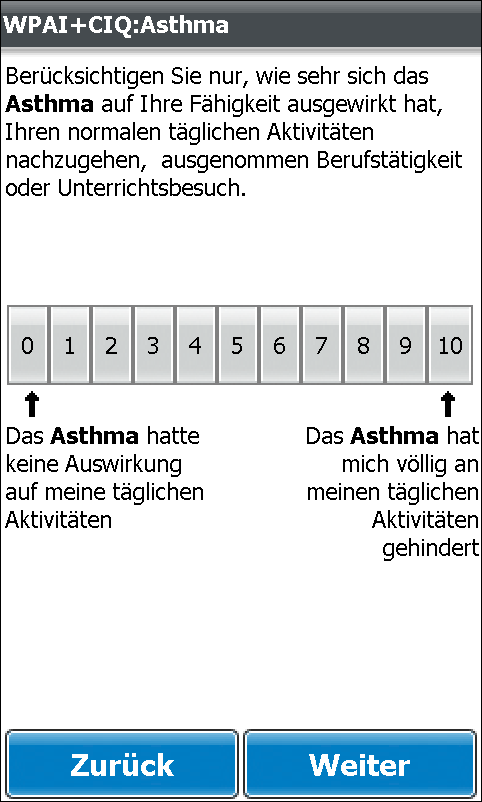 WPAI+CIQ:Asthma
Berücksichtigen Sie nur, wie sehr sich das
Asthma auf Ihre Fähigkeit ausgewirkt hat,
Ihren normalen täglichen Aktivitäten
nachzugehen,  ausgenommen Berufstätigkeit
oder Unterrichtsbesuch.
0 1 2 3 4 5 6 7 8 9 10
Das Asthma hatte
keine Auswirkung
auf meine täglichen
Aktivitäten
Das Asthma hat
mich völlig an
meinen täglichen
Aktivitäten
gehindert
Zurück Weiter